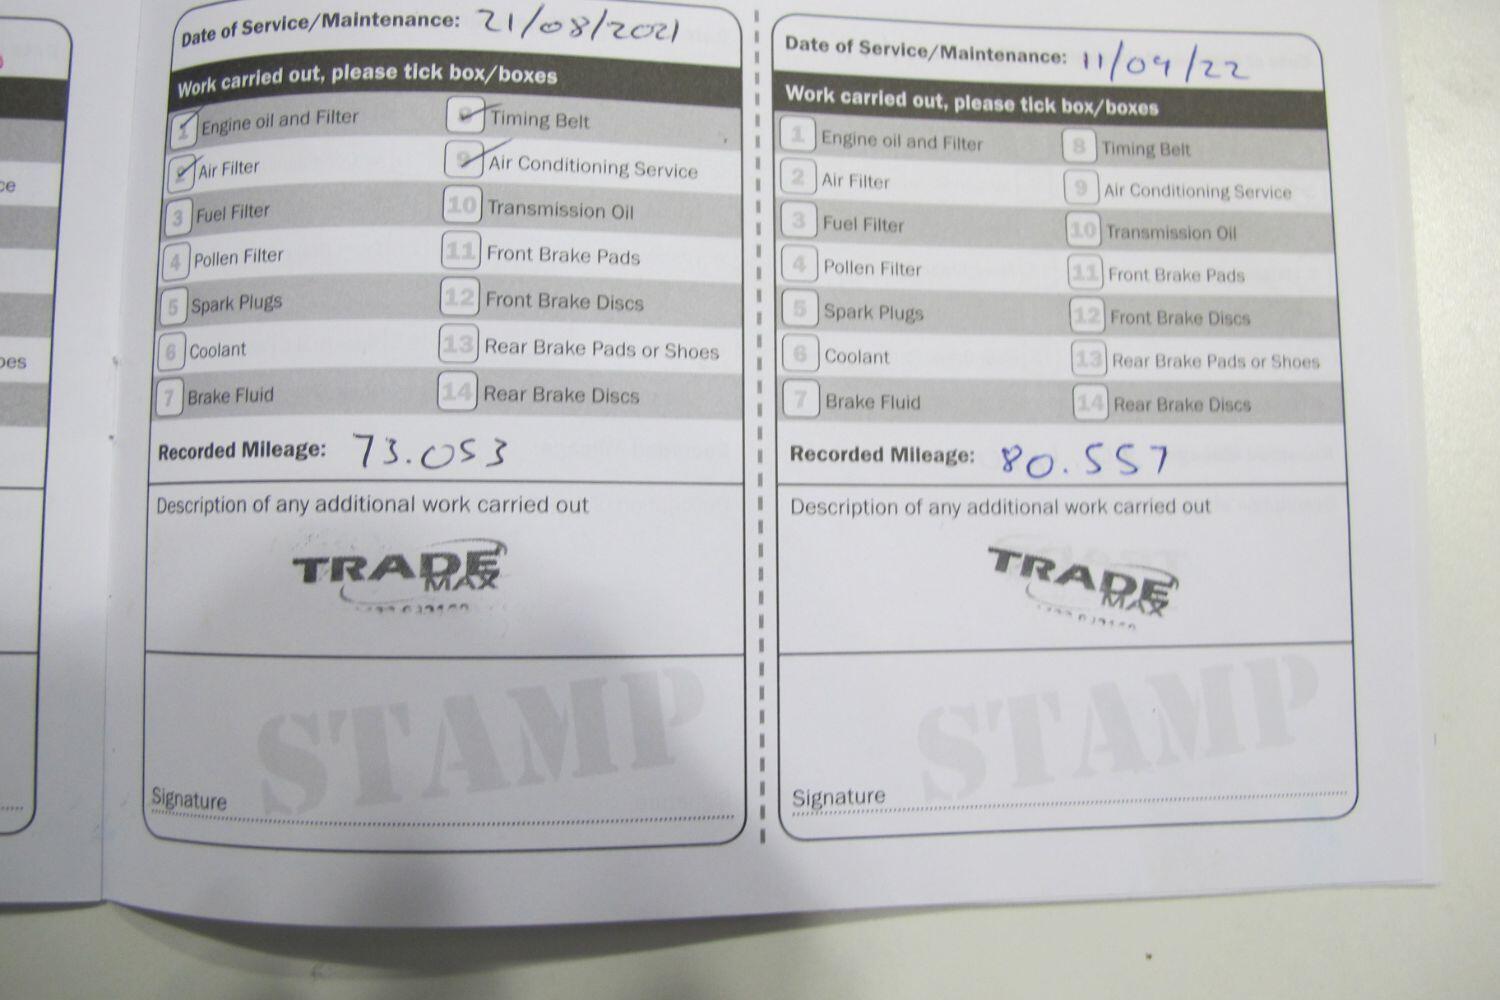 Date of Service/Maintenance: 21/08/2021
Work carried out, please tick box/boxes
1 Engine oil and Filter
Timing Belt
2 Air Filter
9 Air Conditioning Service
3 Fuel Filter
10 Transmission Oil
4 Pollen Filter
11 Front Brake Pads
5 Spark Plugs
12 Front Brake Discs
6 Coolant
13 Rear Brake Pads or Shoes
7 Brake Fluid
14 Rear Brake Discs
Recorded Mileage: 73.053
Description of any additional work carried out
TRADE
MAX
STAMP
Signature
Date of Service/Maintenance: 11/04/22
Work carried out, please tick box/boxes
1 Engine oil and Filter
8 Timing Belt
2 Air Filter
9 Air Conditioning Service
3 Fuel Filter
10 Transmission Oil
4 Pollen Filter
11 Front Brake Pads
5 Spark Plugs
12 Front Brake Discs
6 Coolant
13 Rear Brake Pads or Shoes
7 Brake Fluid
14 Rear Brake Discs
Recorded Mileage: 80.557
Description of any additional work carried out
TRADE
MAX
STAMP
Signature